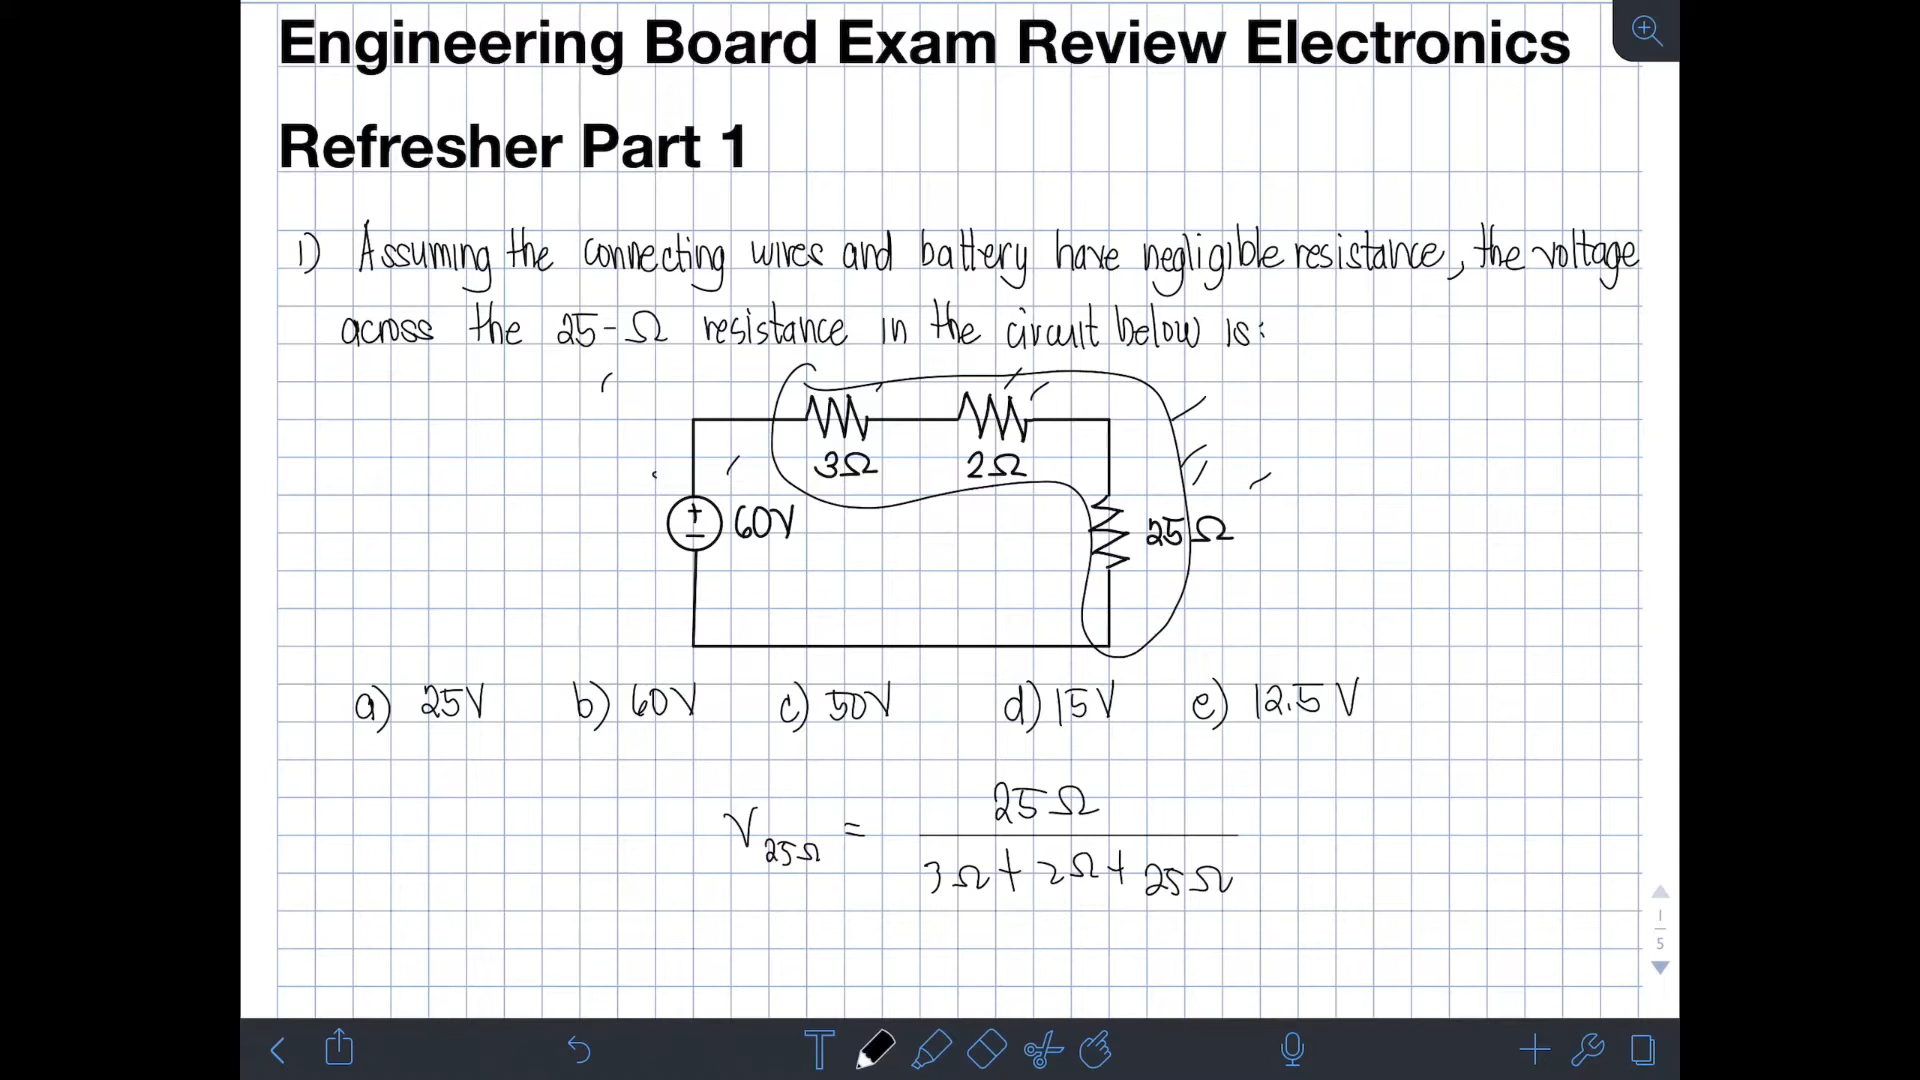 Engineering Board Exam Review Electronics
Refresher Part 1
1) Assuming the connecting wires and battery have negligible resistance, the voltage
across the 25-Ω resistance in the circuit below is:
3Ω 2Ω
60V 25Ω
a) 25V b) 60V c) 50V d) 15V e) 12.5 V
25Ω
V25Ω =
3Ω + 2Ω + 25Ω
1
5